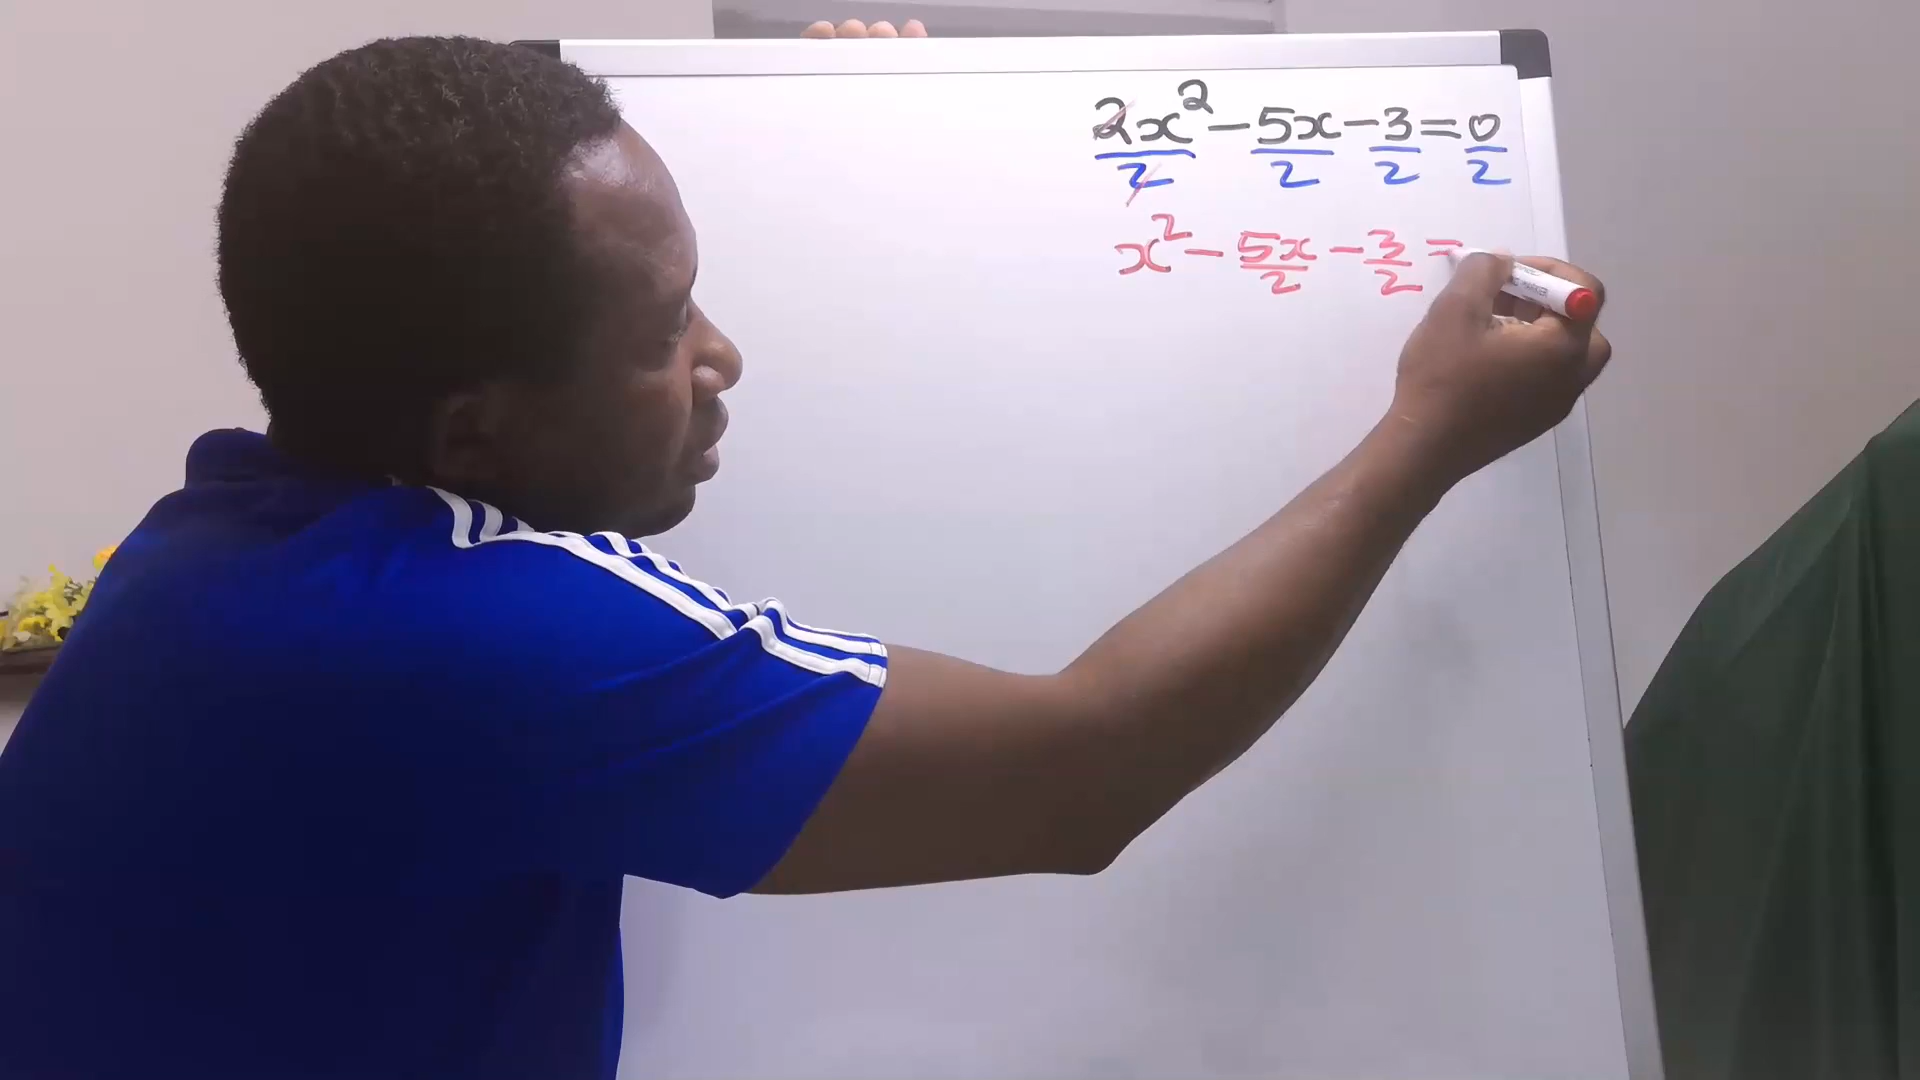 2x² - 5x - 3 = 0
2 2 2 2
x² - 5x/2 - 3/2 =